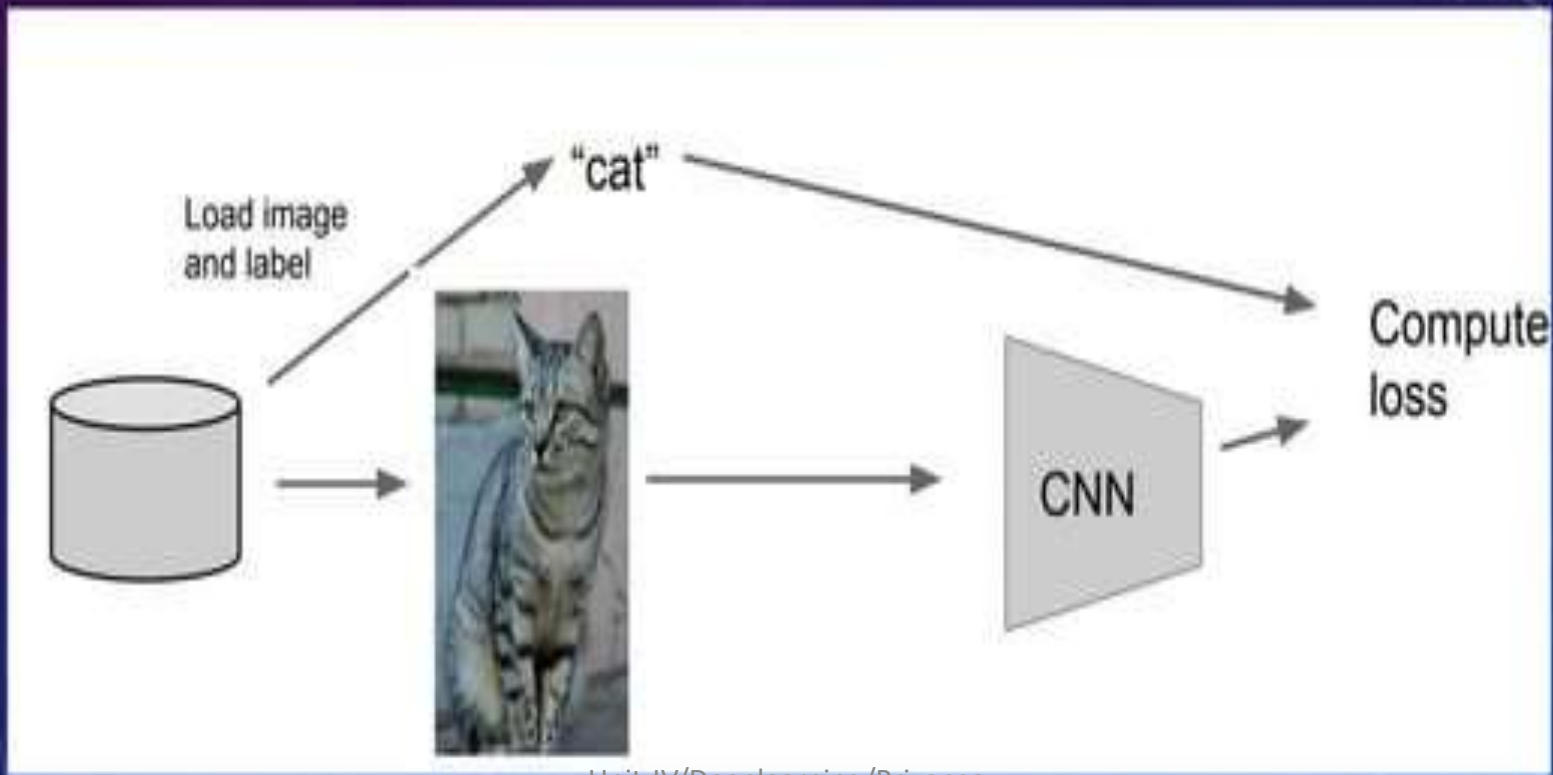 “cat”
Load image
and label
Compute
loss
CNN